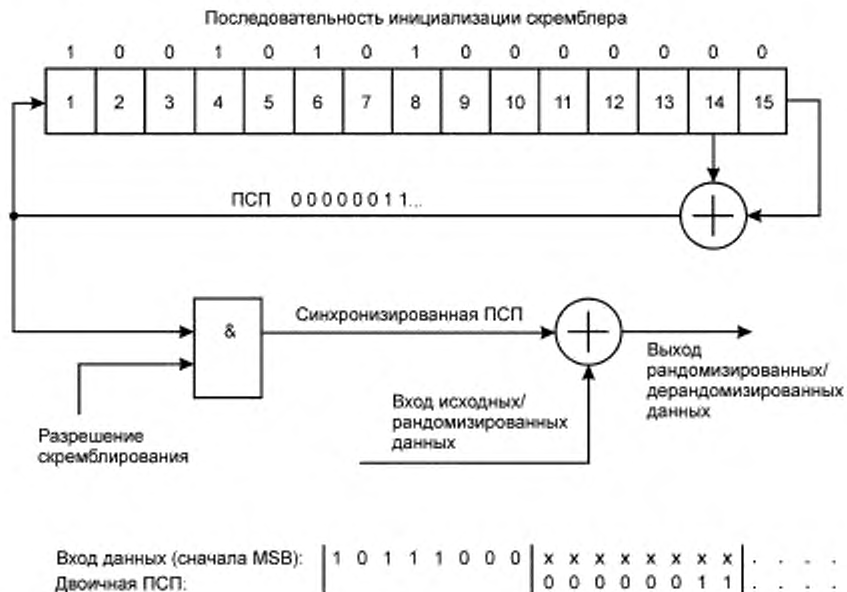 Последовательность инициализации скремблера
1 0 0 1 0 1 0 1 0 0 0 0 0 0 0
1 2 3 4 5 6 7 8 9 10 11 12 13 14 15
ПСП 0 0 0 0 0 0 1 1...
&
Синхронизированная ПСП
Выход
рандомизированных/
дерандомизированных
данных
Вход исходных/
рандомизированных
данных
Разрешение
скремблирования
Вход данных (сначала MSB): 1 0 1 1 1 0 0 0 x x x x x x x x . . . .
Двоичная ПСП: 0 0 0 0 0 0 1 1 . . . .